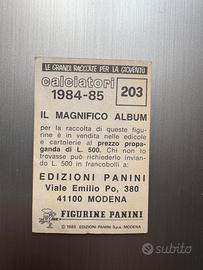 LE GRANDI RACCOLTE PER LA GIOVENTÙ
calciatori
1984-85
203
IL MAGNIFICO ALBUM
per la raccolta di queste figuri-
ne è in vendita nelle edicole
e cartolerie al prezzo propa-
ganda di L. 500. Chi non lo
trovasse può richiederlo invian-
do L. 500 in francobolli a:
EDIZIONI PANINI
Viale Emilio Po, 380
41100 MODENA
FIGURINE PANINI
© 1985 EDIZIONI PANINI S.p.A. MODENA
subito